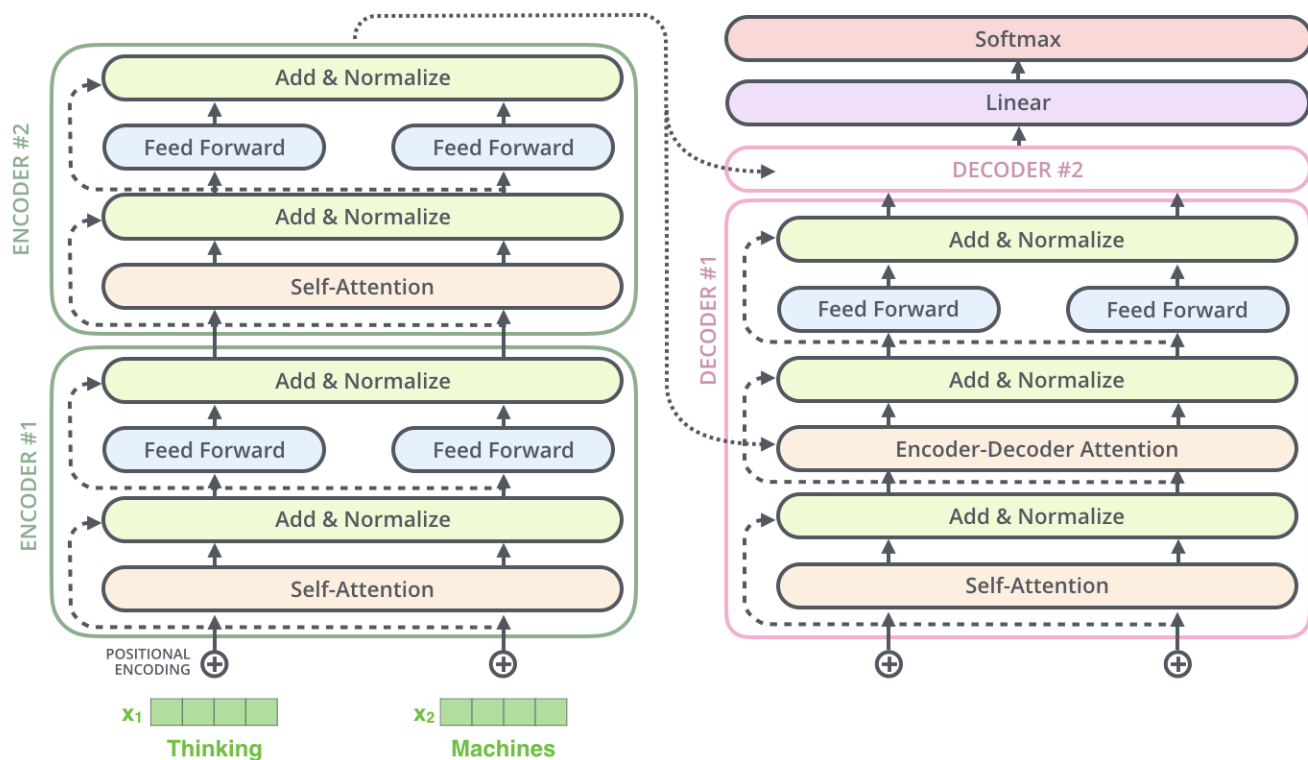 ENCODER #2
Add & Normalize
Feed Forward
Feed Forward
Add & Normalize
Self-Attention
ENCODER #1
Add & Normalize
Feed Forward
Feed Forward
Add & Normalize
Self-Attention
POSITIONAL
ENCODING
x1
x2
Thinking
Machines
Softmax
Linear
DECODER #2
DECODER #1
Add & Normalize
Feed Forward
Feed Forward
Add & Normalize
Encoder-Decoder Attention
Add & Normalize
Self-Attention